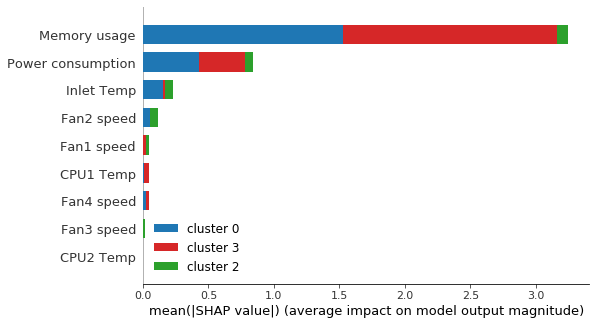 Memory usage
Power consumption
Inlet Temp
Fan2 speed
Fan1 speed
CPU1 Temp
Fan4 speed
Fan3 speed
CPU2 Temp
cluster 0
cluster 3
cluster 2
0.0 0.5 1.0 1.5 2.0 2.5 3.0
mean(|SHAP value|) (average impact on model output magnitude)